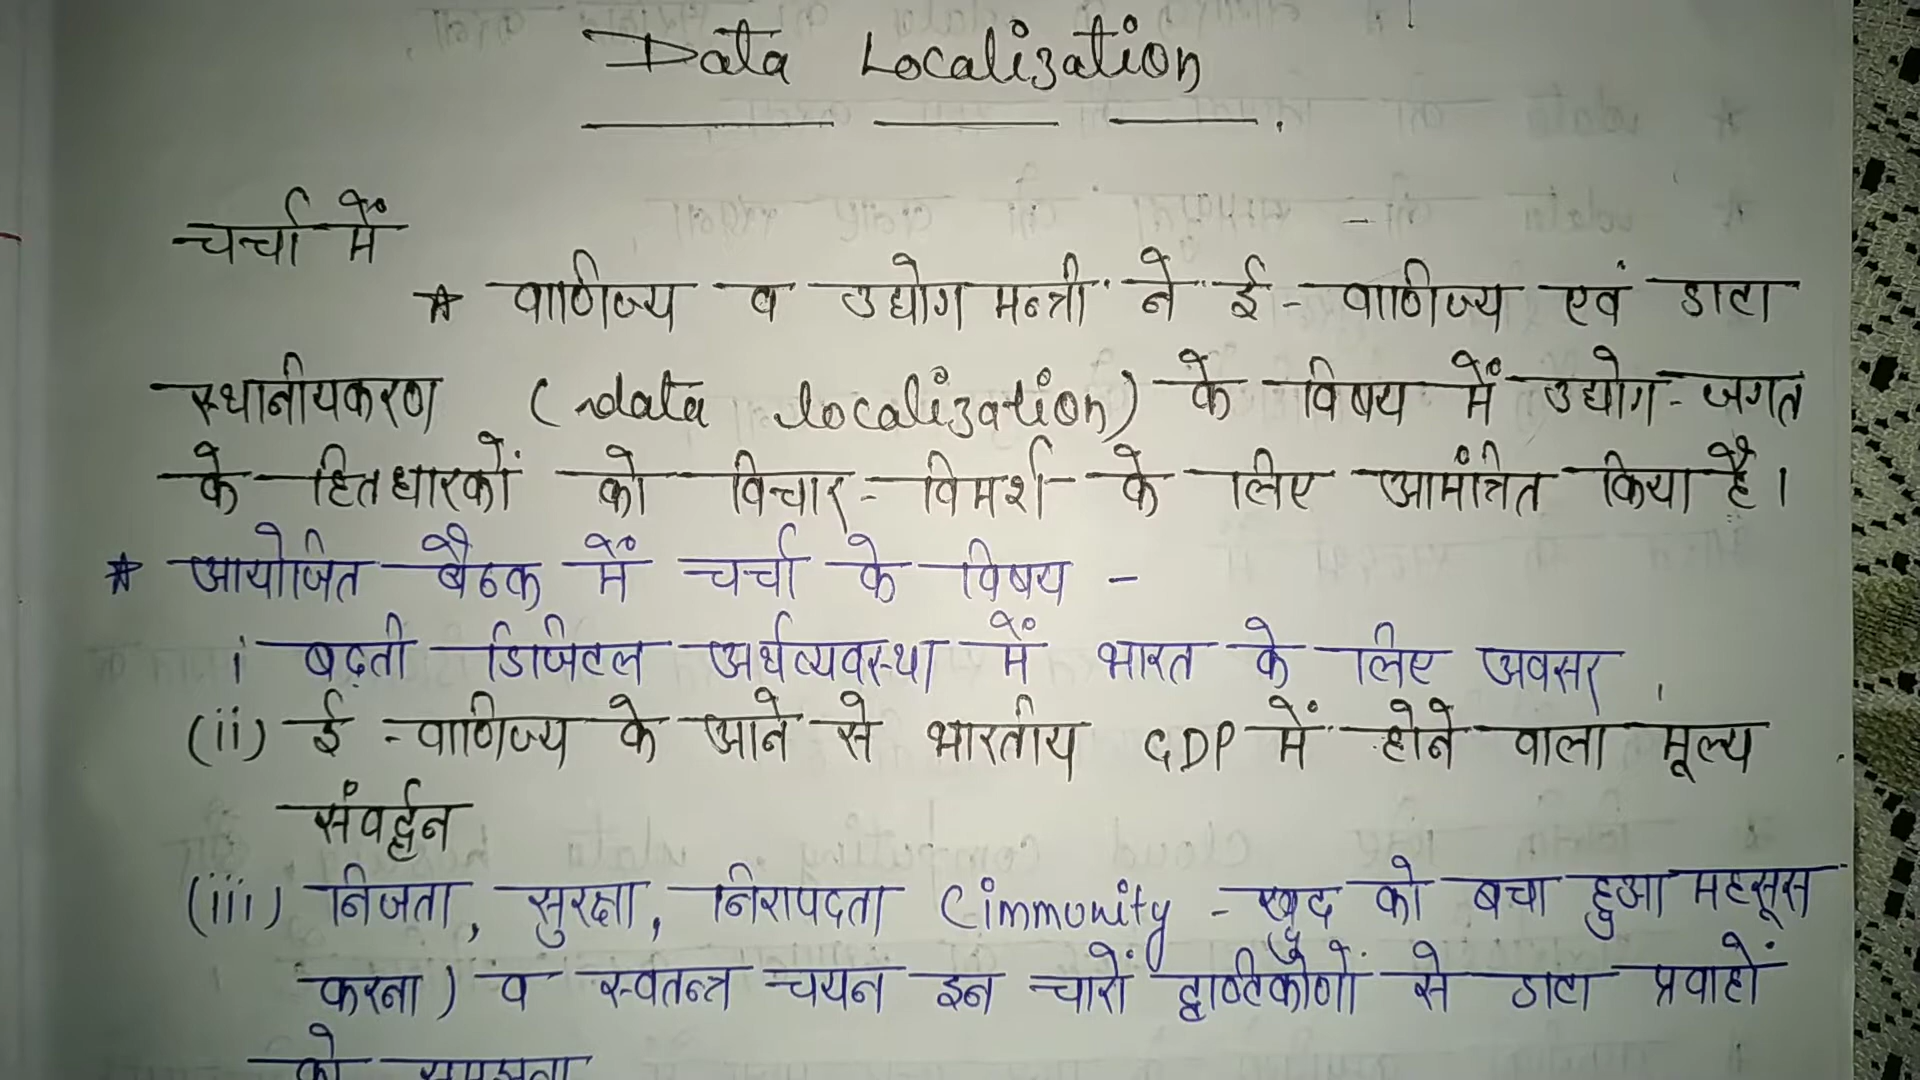 Data Localization
चर्चा में
* वाणिज्य व उद्योग मन्त्री ने ई-वाणिज्य एवं डाटा
स्थानीयकरण (data localization) के विषय में उद्योग-जगत
के हितधारकों को विचार-विमर्श के लिए आमंत्रित किया है।
* आयोजित बैठक में चर्चा के विषय -
i बढ़ती डिजिटल अर्थव्यवस्था में भारत के लिए अवसर
(ii) ई-वाणिज्य के आने से भारतीय GDP में होने वाला मूल्य
संवर्द्धन
(iii) निजता, सुरक्षा, निरापदता (immunity - खुद को बचा हुआ महसूस
करना) व स्वतन्त्र चयन इन चारों दृष्टिकोणों से डाटा प्रवाहों
को समझना